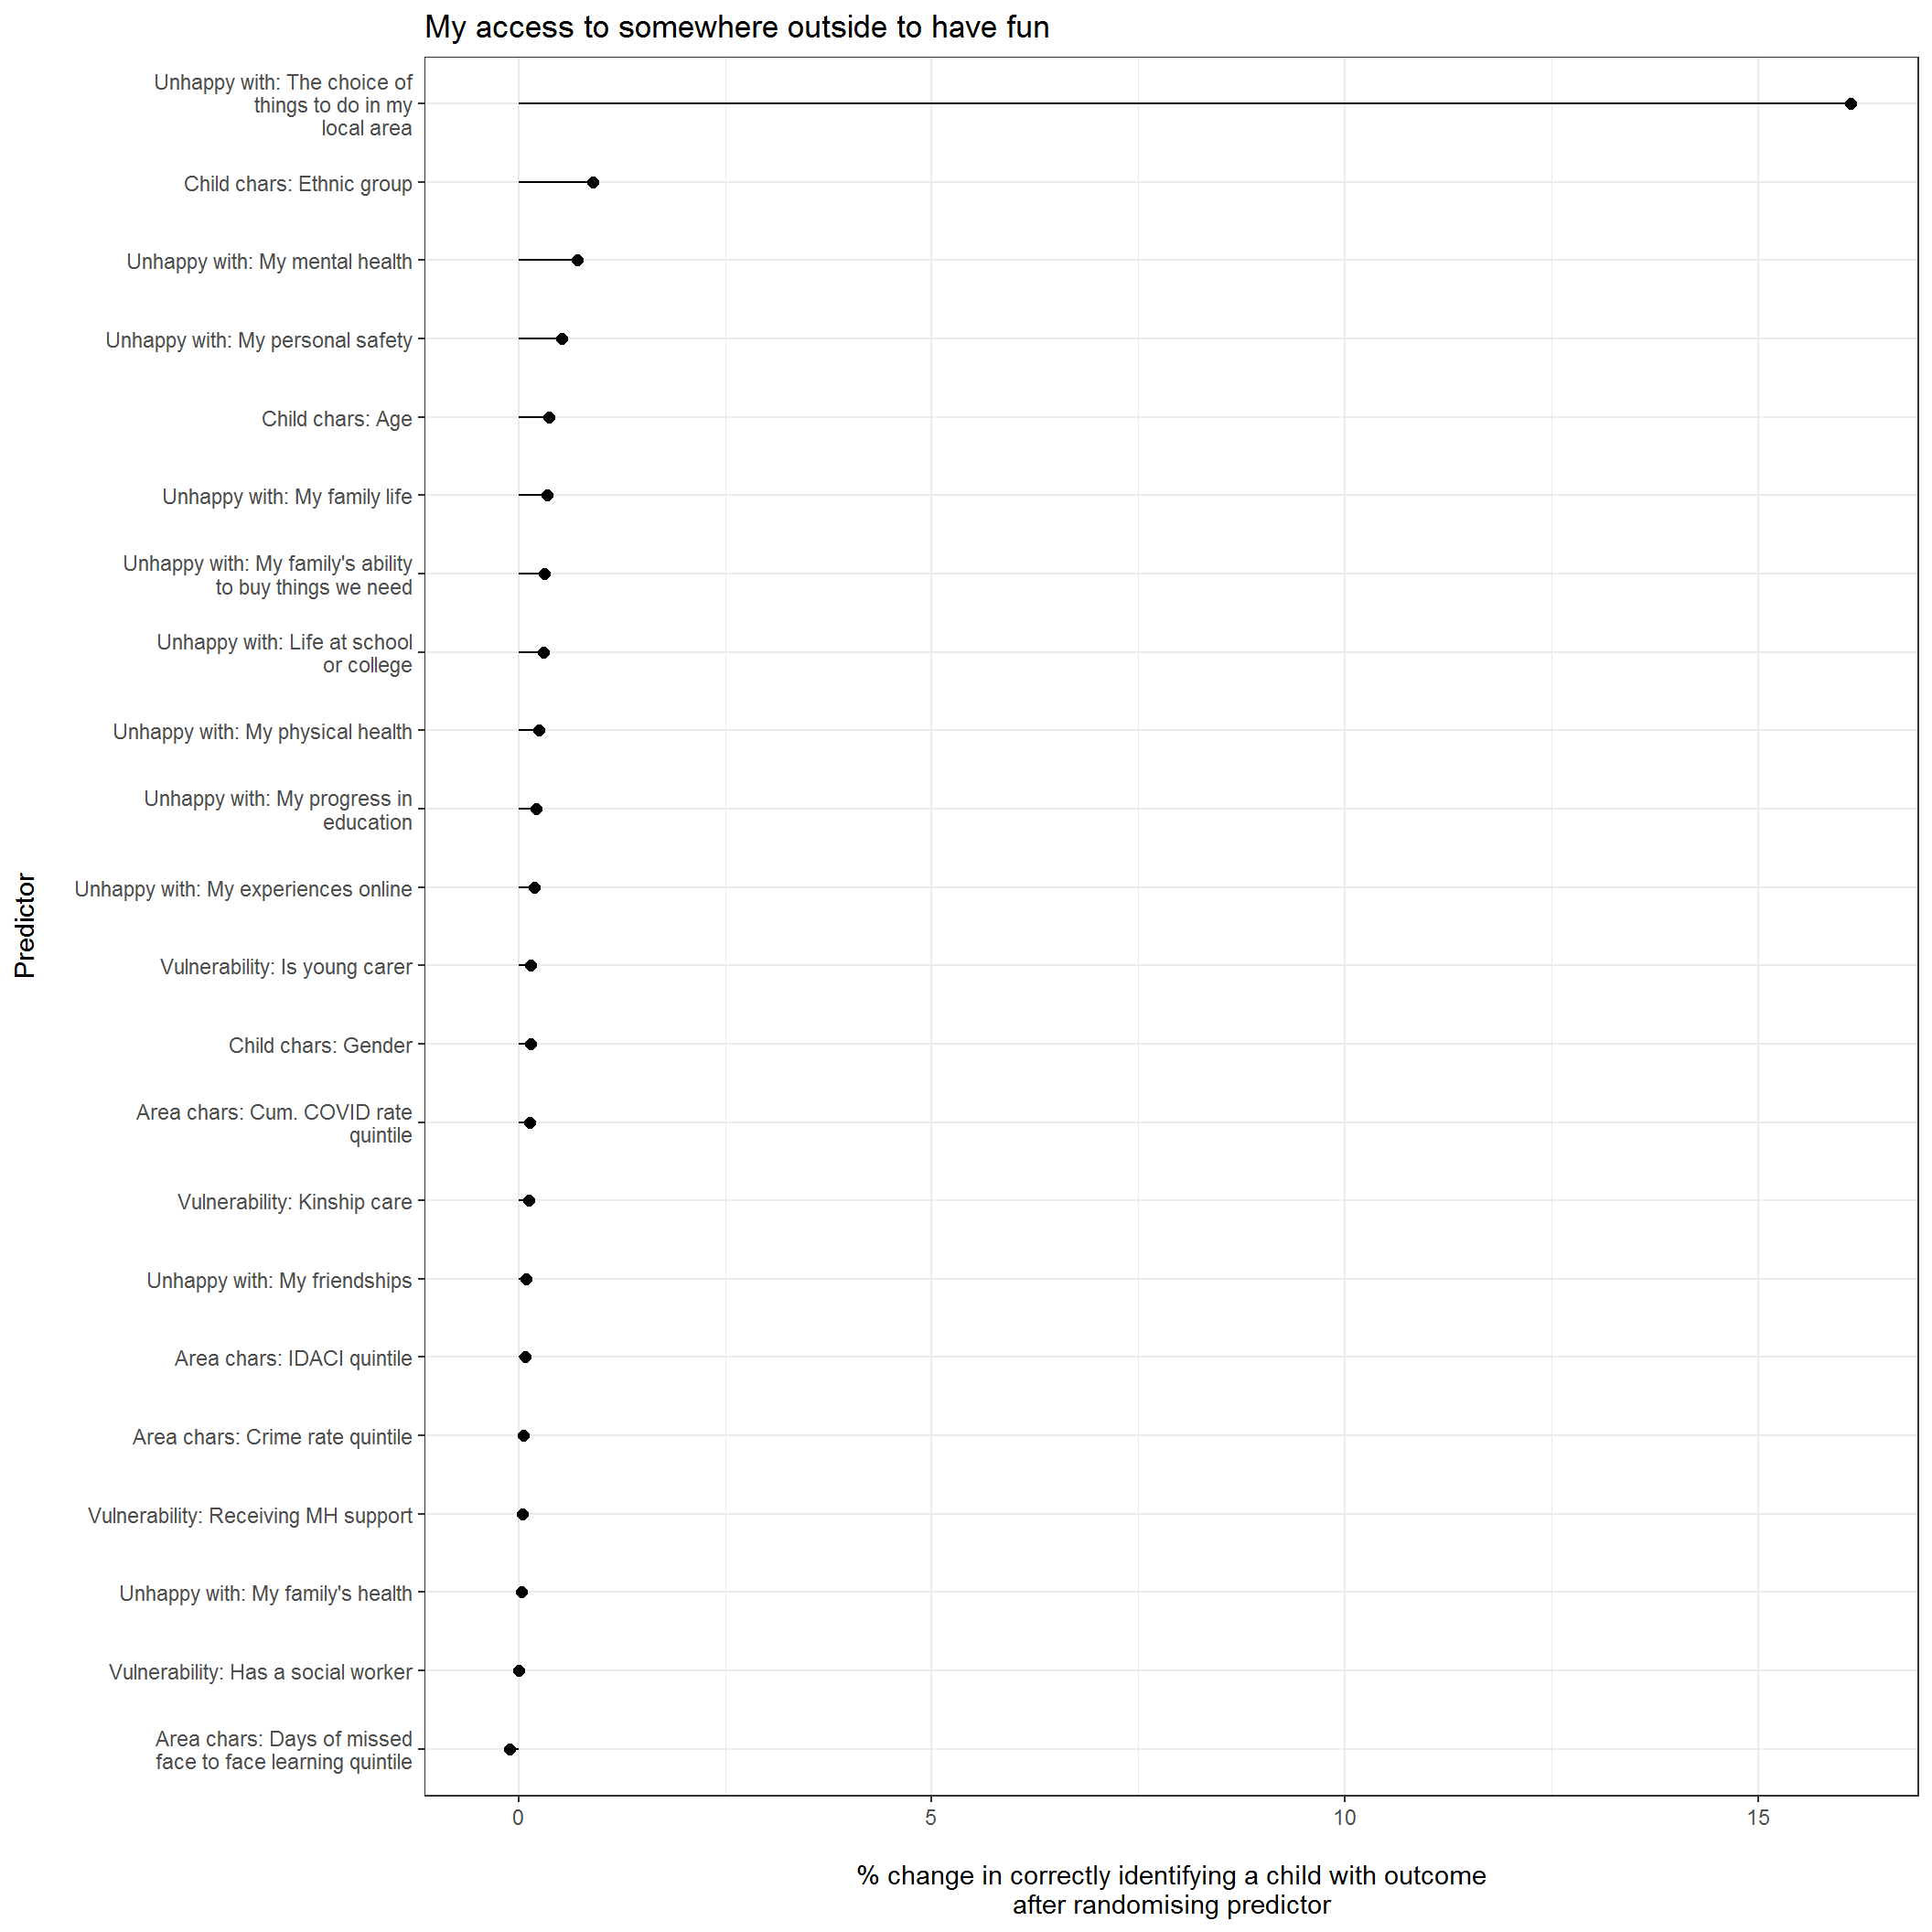 My access to somewhere outside to have fun
Unhappy with: The choice of
things to do in my
local area
Child chars: Ethnic group
Unhappy with: My mental health
Unhappy with: My personal safety
Child chars: Age
Unhappy with: My family life
Unhappy with: My family's ability
to buy things we need
Unhappy with: Life at school
or college
Unhappy with: My physical health
Unhappy with: My progress in
education
Unhappy with: My experiences online
Vulnerability: Is young carer
Child chars: Gender
Area chars: Cum. COVID rate
quintile
Vulnerability: Kinship care
Unhappy with: My friendships
Area chars: IDACI quintile
Area chars: Crime rate quintile
Vulnerability: Receiving MH support
Unhappy with: My family's health
Vulnerability: Has a social worker
Area chars: Days of missed
face to face learning quintile
Predictor
0
5
10
15
% change in correctly identifying a child with outcome
after randomising predictor